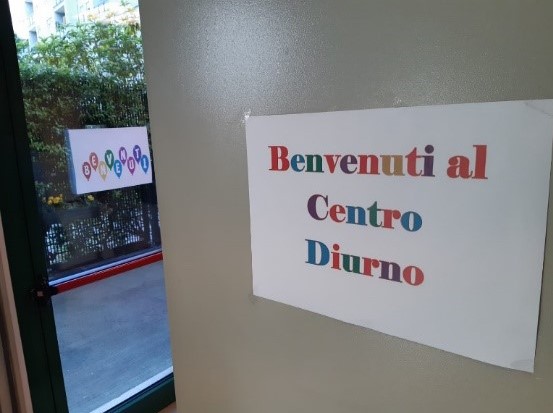 BENVENUTI
Benvenuti al
Centro
Diurno